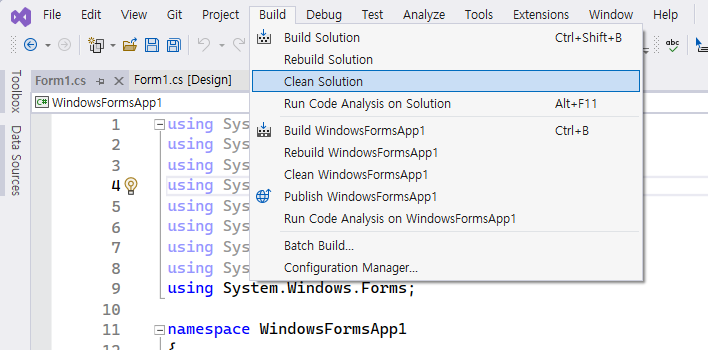 File Edit View Git Project Build Debug Test Analyze Tools Extensions Window Help
Build Solution Ctrl+Shift+B
Rebuild Solution
Clean Solution
Run Code Analysis on Solution Alt+F11
Build WindowsFormsApp1 Ctrl+B
Rebuild WindowsFormsApp1
Clean WindowsFormsApp1
Publish WindowsFormsApp1
Run Code Analysis on WindowsFormsApp1
Batch Build...
Configuration Manager...
abc
Toolbox
Data Sources
Form1.cs Form1.cs [Design]
C# WindowsFormsApp1
1 using Sys
2 using Sys
3 using Sys
4 using Sys
5 using Sys
6 using Sys
7 using Sys
8 using Sys
9 using System.Windows.Forms;
10
11 namespace WindowsFormsApp1
12 {